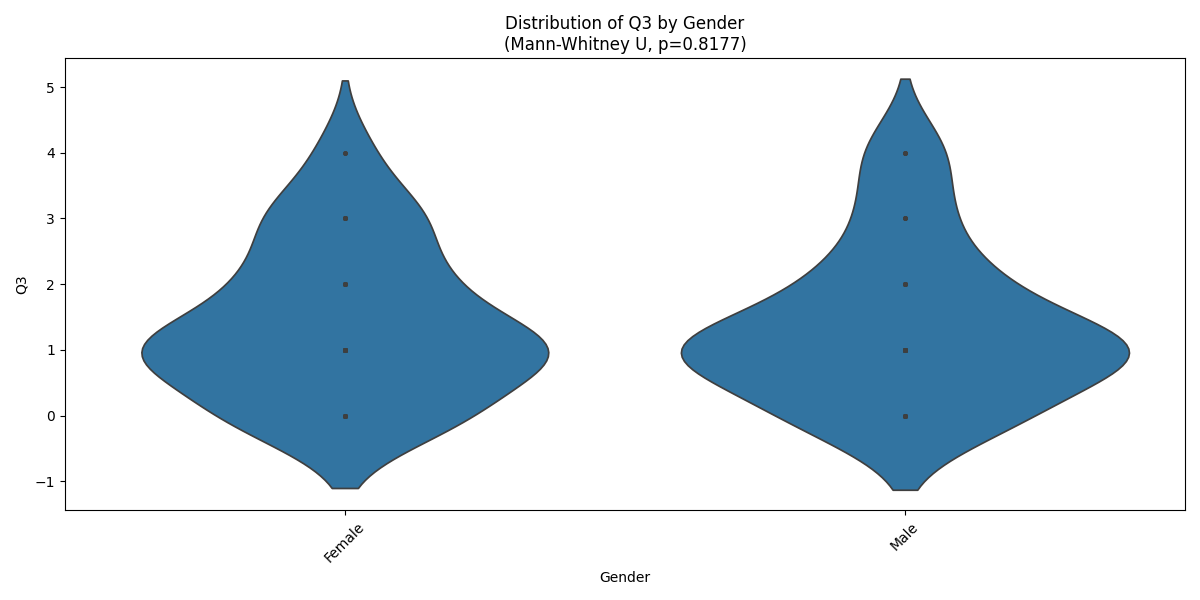 Distribution of Q3 by Gender
(Mann-Whitney U, p=0.8177)
5
4
3
2
1
0
−1
Q3
Female
Male
Gender